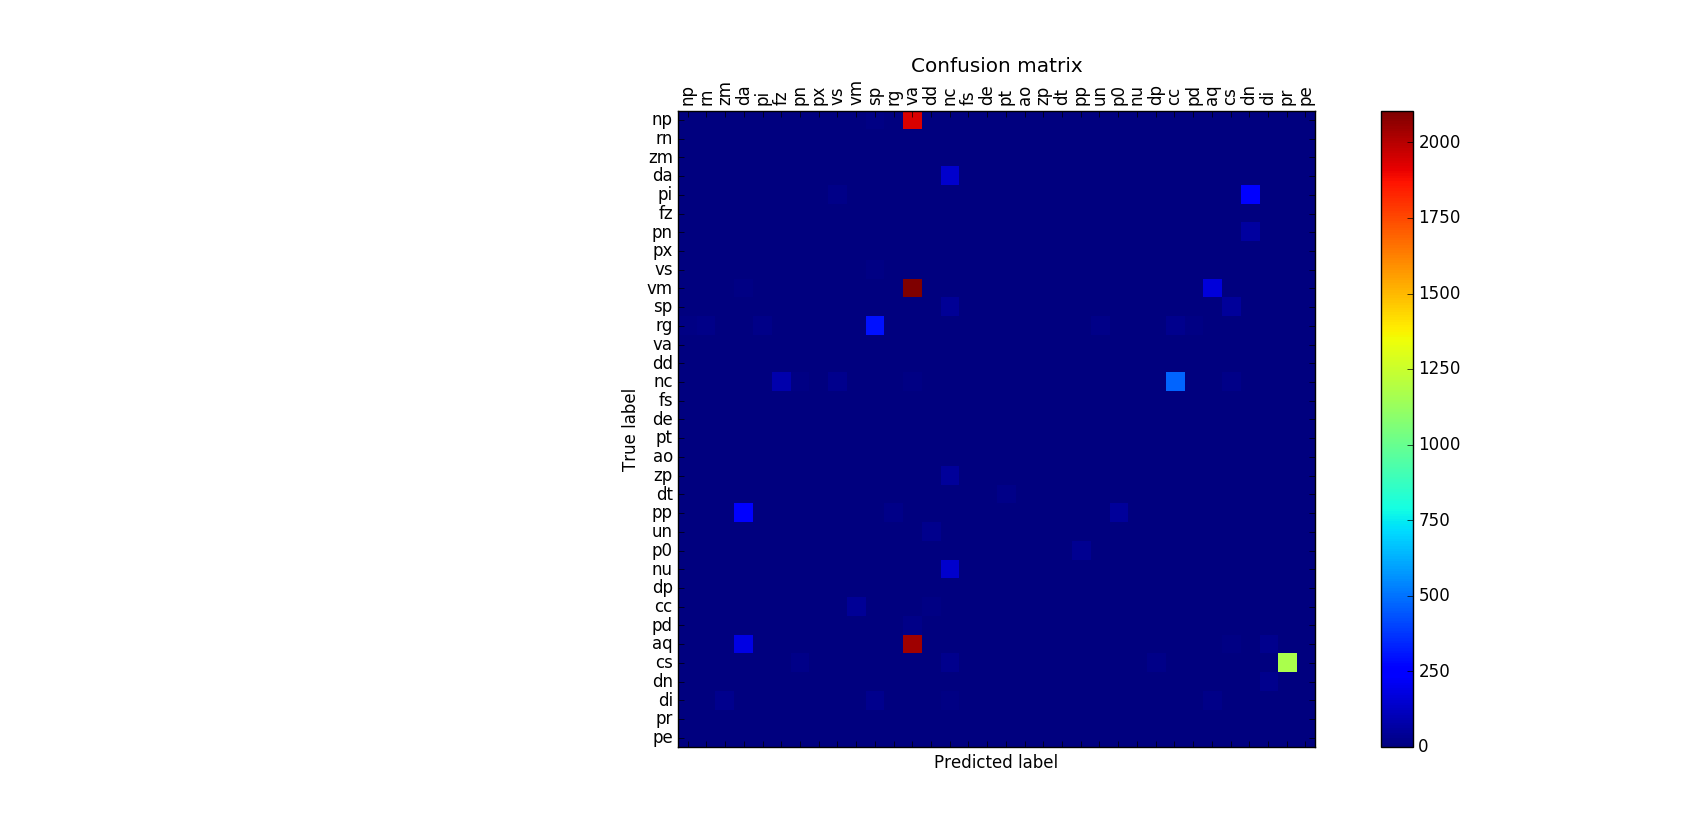 Confusion matrix
np rn zm da pi fz pn px vs vm sp rg va dd nc fs de pt ao zp dt pp un p0 nu dp cc pd aq cs dn di pr pe
np
rn
zm
da
pi
fz
pn
px
vs
vm
sp
rg
va
dd
nc
fs
de
pt
ao
zp
dt
pp
un
p0
nu
dp
cc
pd
aq
cs
dn
di
pr
pe
True label
Predicted label
2000
1750
1500
1250
1000
750
500
250
0